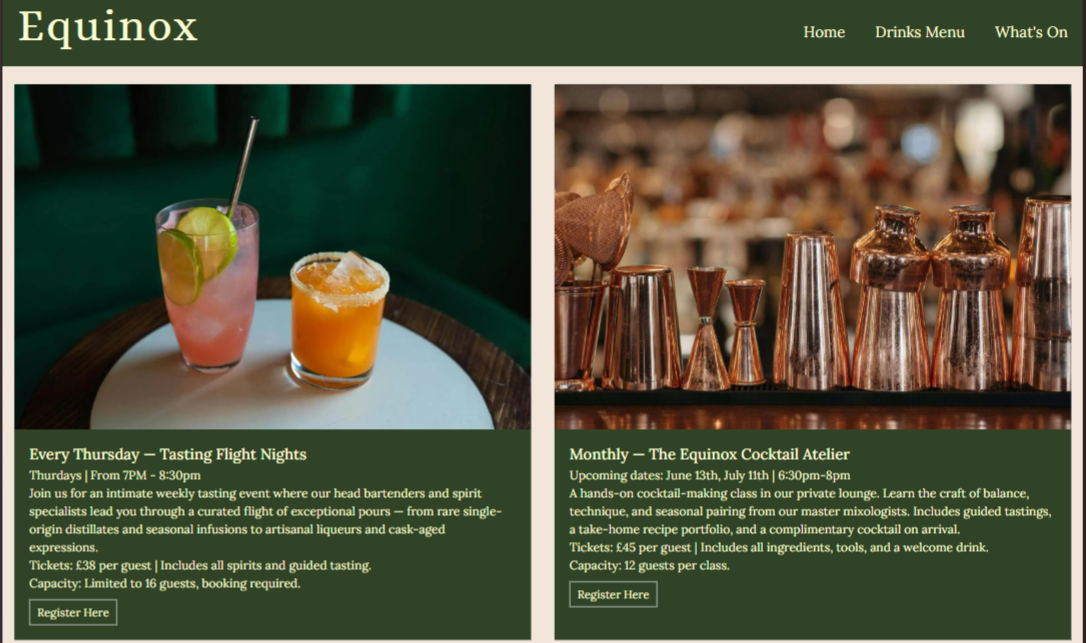 Equinox
Home
Drinks Menu
What's On
Every Thursday — Tasting Flight Nights
Thursdays | From 7PM - 8:30pm
Join us for an intimate weekly tasting event where our head bartenders and spirit
specialists lead you through a curated flight of exceptional pours — from rare single-
origin distillates and seasonal infusions to artisanal liqueurs and cask-aged
expressions.
Tickets: £38 per guest | Includes all spirits and guided tasting.
Capacity: Limited to 16 guests, booking required.
Register Here
Monthly — The Equinox Cocktail Atelier
Upcoming dates: June 13th, July 11th | 6:30pm-8pm
A hands-on cocktail-making class in our private lounge. Learn the craft of balance,
technique, and seasonal pairing from our master mixologists. Includes guided tastings,
a take-home recipe portfolio, and a complimentary cocktail on arrival.
Tickets: £45 per guest | Includes all ingredients, tools, and a welcome drink.
Capacity: 12 guests per class.
Register Here